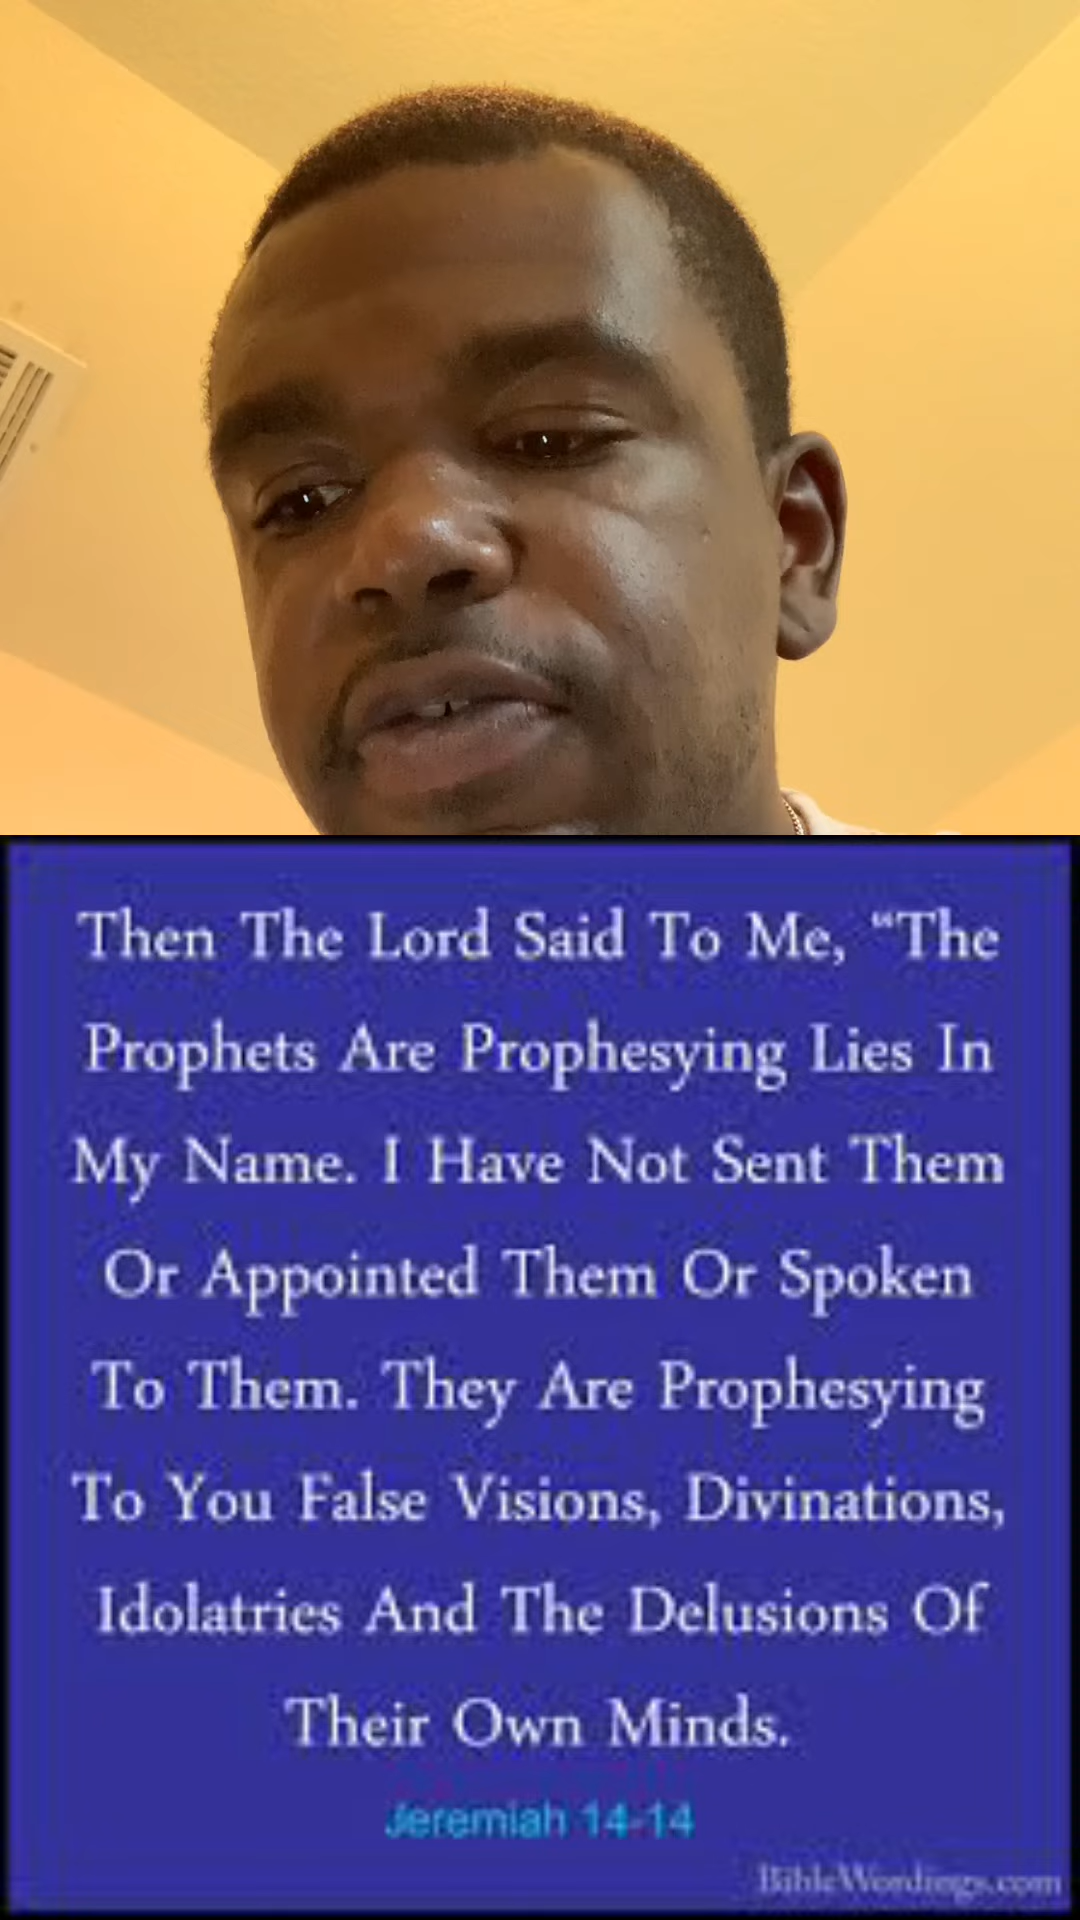 Then The Lord Said To Me, “The
Prophets Are Prophesying Lies In
My Name. I Have Not Sent Them
Or Appointed Them Or Spoken
To Them. They Are Prophesying
To You False Visions, Divinations,
Idolatries And The Delusions Of
Their Own Minds.
Jeremiah 14-14
BibleWordings.com